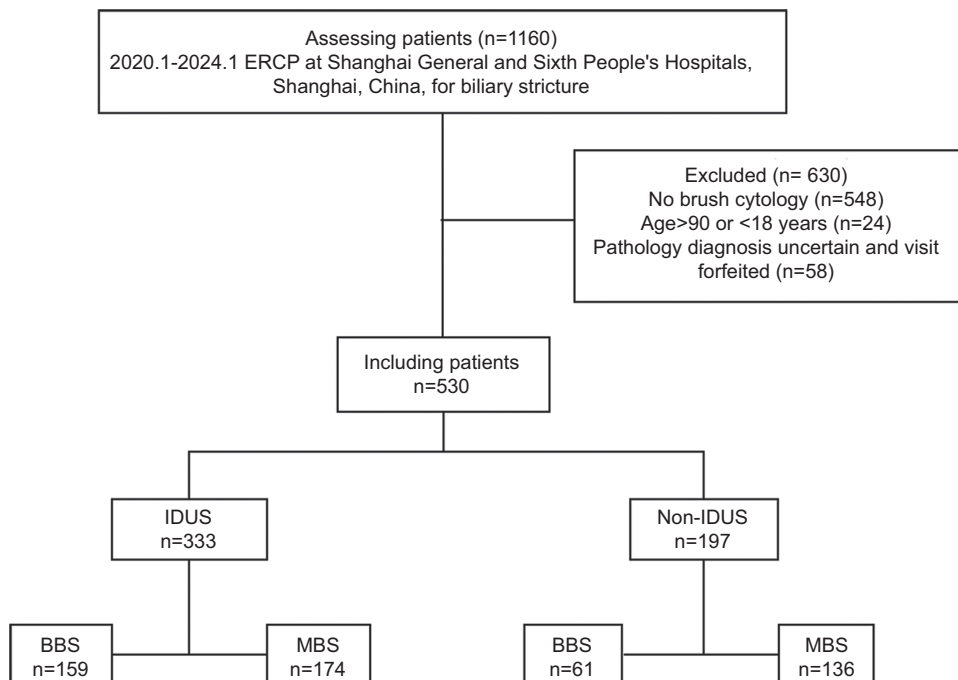 Assessing patients (n=1160)
2020.1-2024.1 ERCP at Shanghai General and Sixth People's Hospitals,
Shanghai, China, for biliary stricture
Excluded (n= 630)
No brush cytology (n=548)
Age>90 or <18 years (n=24)
Pathology diagnosis uncertain and visit
forfeited (n=58)
Including patients
n=530
IDUS
n=333
Non-IDUS
n=197
BBS
n=159
MBS
n=174
BBS
n=61
MBS
n=136